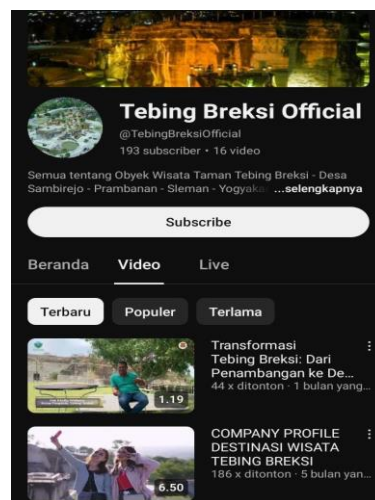 Tebing Breksi Official
@TebingBreksiOfficial
193 subscriber • 16 video
Semua tentang Obyek Wisata Taman Tebing Breksi - Desa
Sambirejo - Prambanan - Sleman - Yogyaka ...selengkapnya
Subscribe
Beranda Video Live
Terbaru Populer Terlama
Transformasi
Tebing Breksi: Dari
Penambangan ke De...
44 x ditonton · 1 bulan yang...
1.19
COMPANY PROFILE
DESTINASI WISATA
TEBING BREKSI
186 x ditonton · 5 bulan yan...
6.50